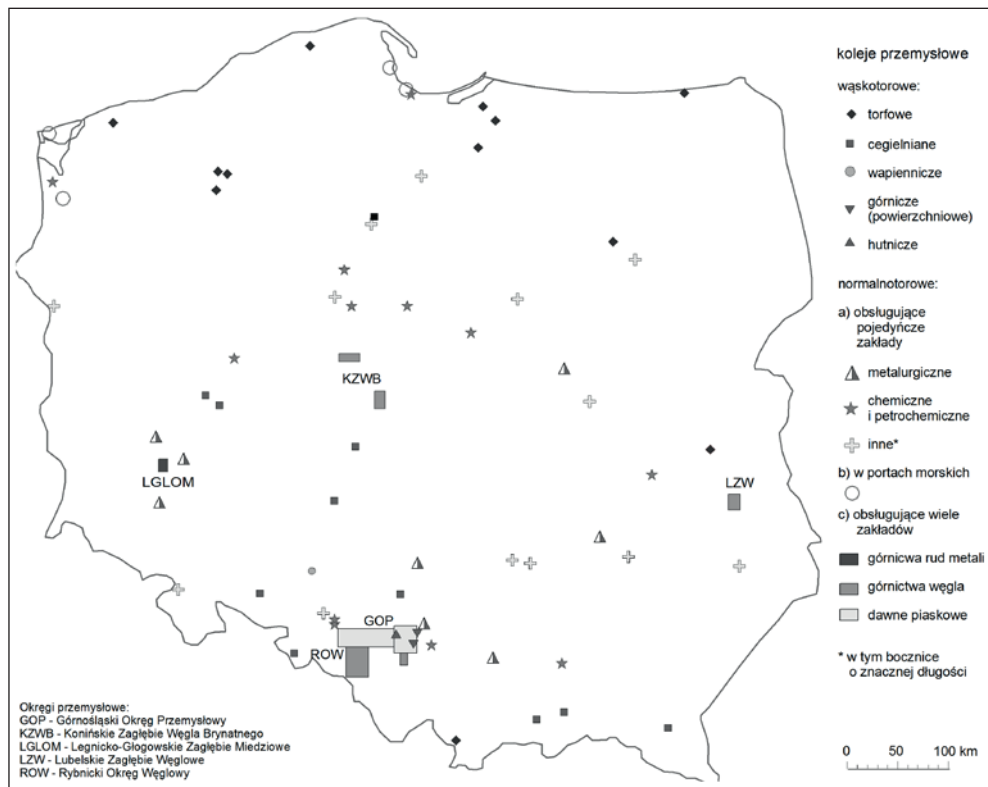 koleje przemysłowe
wąskotorowe:
torfowe
cegielniane
wapiennicze
górnicze
(powierzchniowe)
hutnicze
normalnotorowe:
a) obsługujące
pojedyńcze
zakłady
metalurgiczne
chemiczne
i petrochemiczne
inne*
b) w portach morskich
c) obsługujące wiele
zakładów
górnicwa rud metali
górnictwa węgla
dawne piaskowe
* w tym bocznice
o znacznej długości
0 50 100 km
KZWB
LGLOM
LZW
GOP
ROW
Okręgi przemysłowe:
GOP - Górnośląski Okręg Przemysłowy
KZWB - Konińskie Zagłębie Węgla Brynatnego
LGLOM - Legnicko-Głogowskie Zagłębie Miedziowe
LZW - Lubelskie Zagłębie Węglowe
ROW - Rybnicki Okręg Węglowy